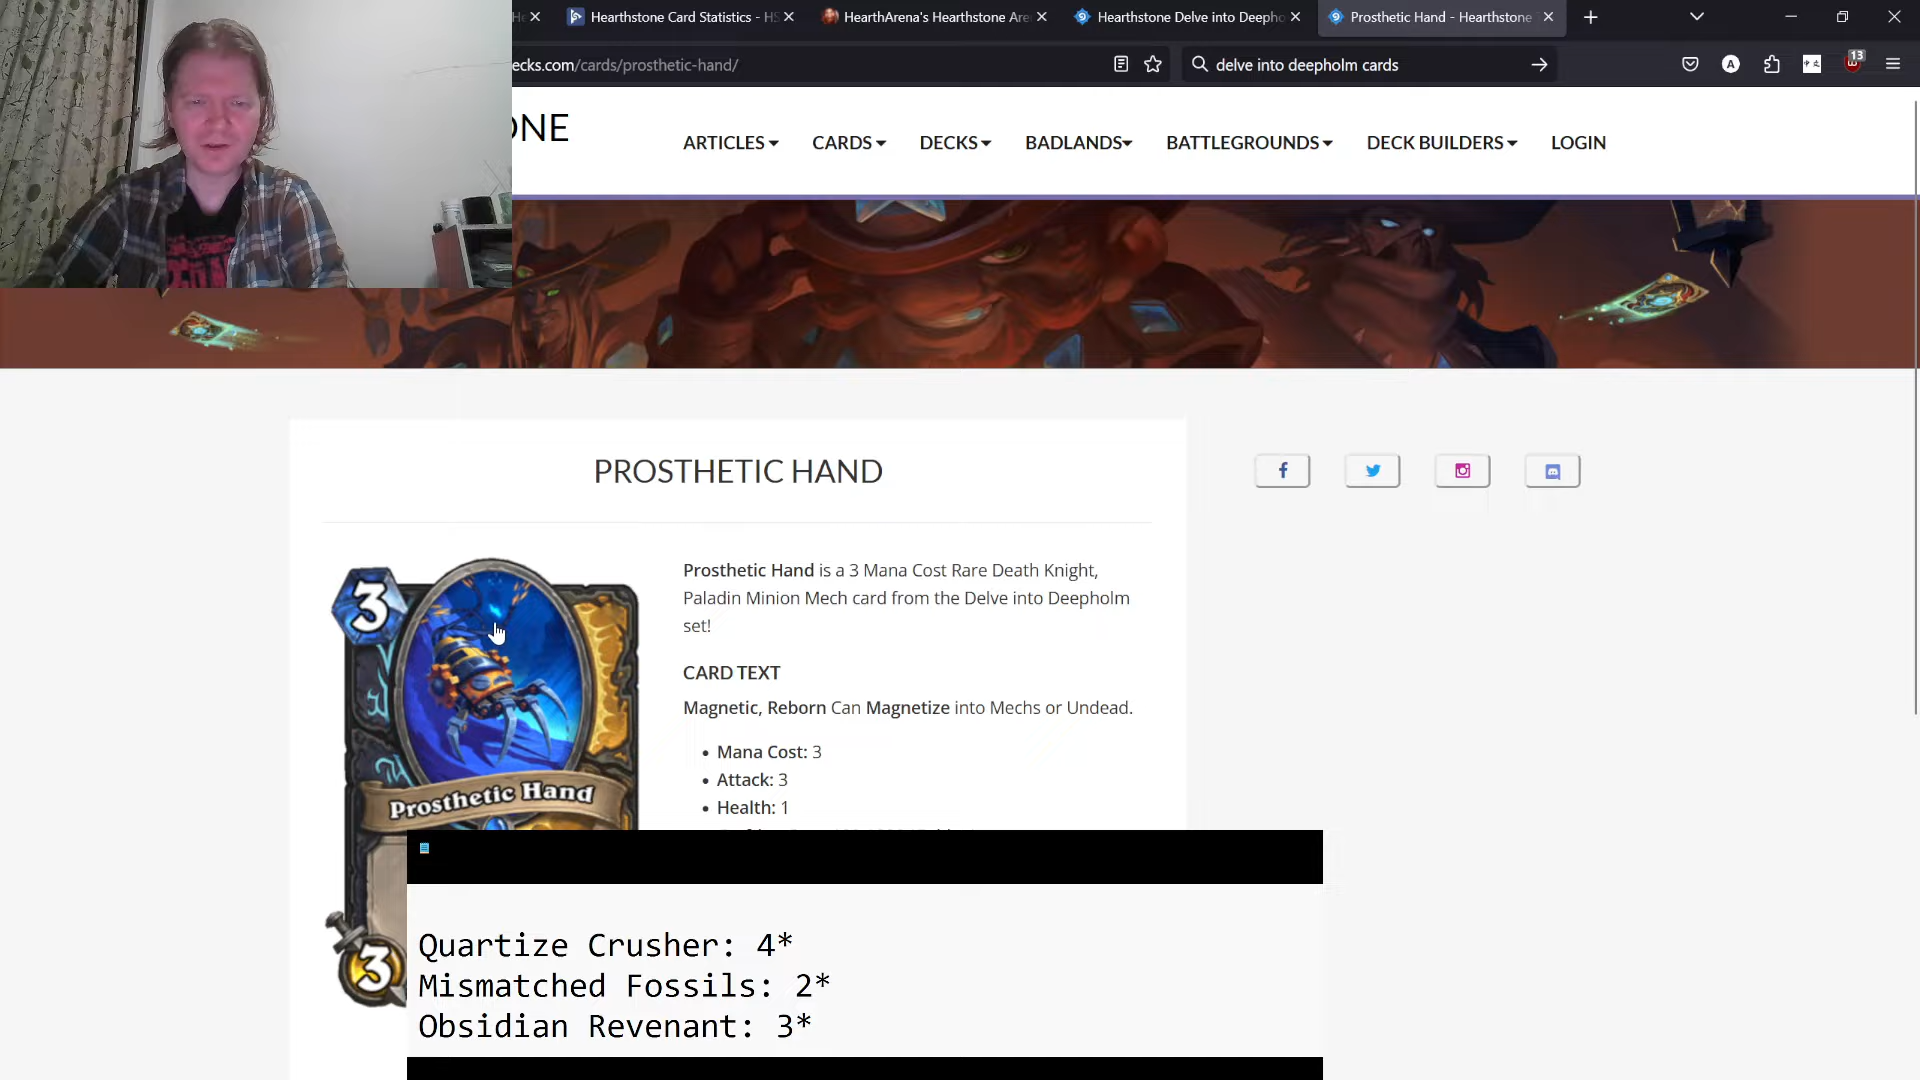 Hearthstone Card Statistics - HS
HearthArena's Hearthstone Are
Hearthstone Delve into Deepho
Prosthetic Hand - Hearthstone
ecks.com/cards/prosthetic-hand/
delve into deepholm cards
A
13
ONE
ARTICLES
CARDS
DECKS
BADLANDS
BATTLEGROUNDS
DECK BUILDERS
LOGIN
PROSTHETIC HAND
3
Prosthetic Hand
3
Prosthetic Hand is a 3 Mana Cost Rare Death Knight,
Paladin Minion Mech card from the Delve into Deepholm
set!
CARD TEXT
Magnetic, Reborn Can Magnetize into Mechs or Undead.
• Mana Cost: 3
• Attack: 3
• Health: 1
Quartize Crusher: 4*
Mismatched Fossils: 2*
Obsidian Revenant: 3*